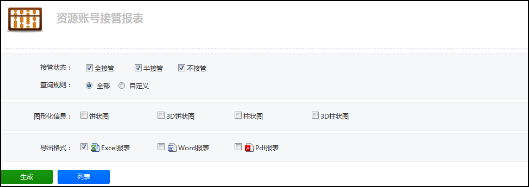 资源账号接管报表
接管状态： 全接管 半接管 不接管
查询规则： 全部 自定义
图形化信息： 饼状图 3D饼状图 柱状图 3D柱状图
导出格式： Excel报表 Word报表 Pdf报表
生成 列表